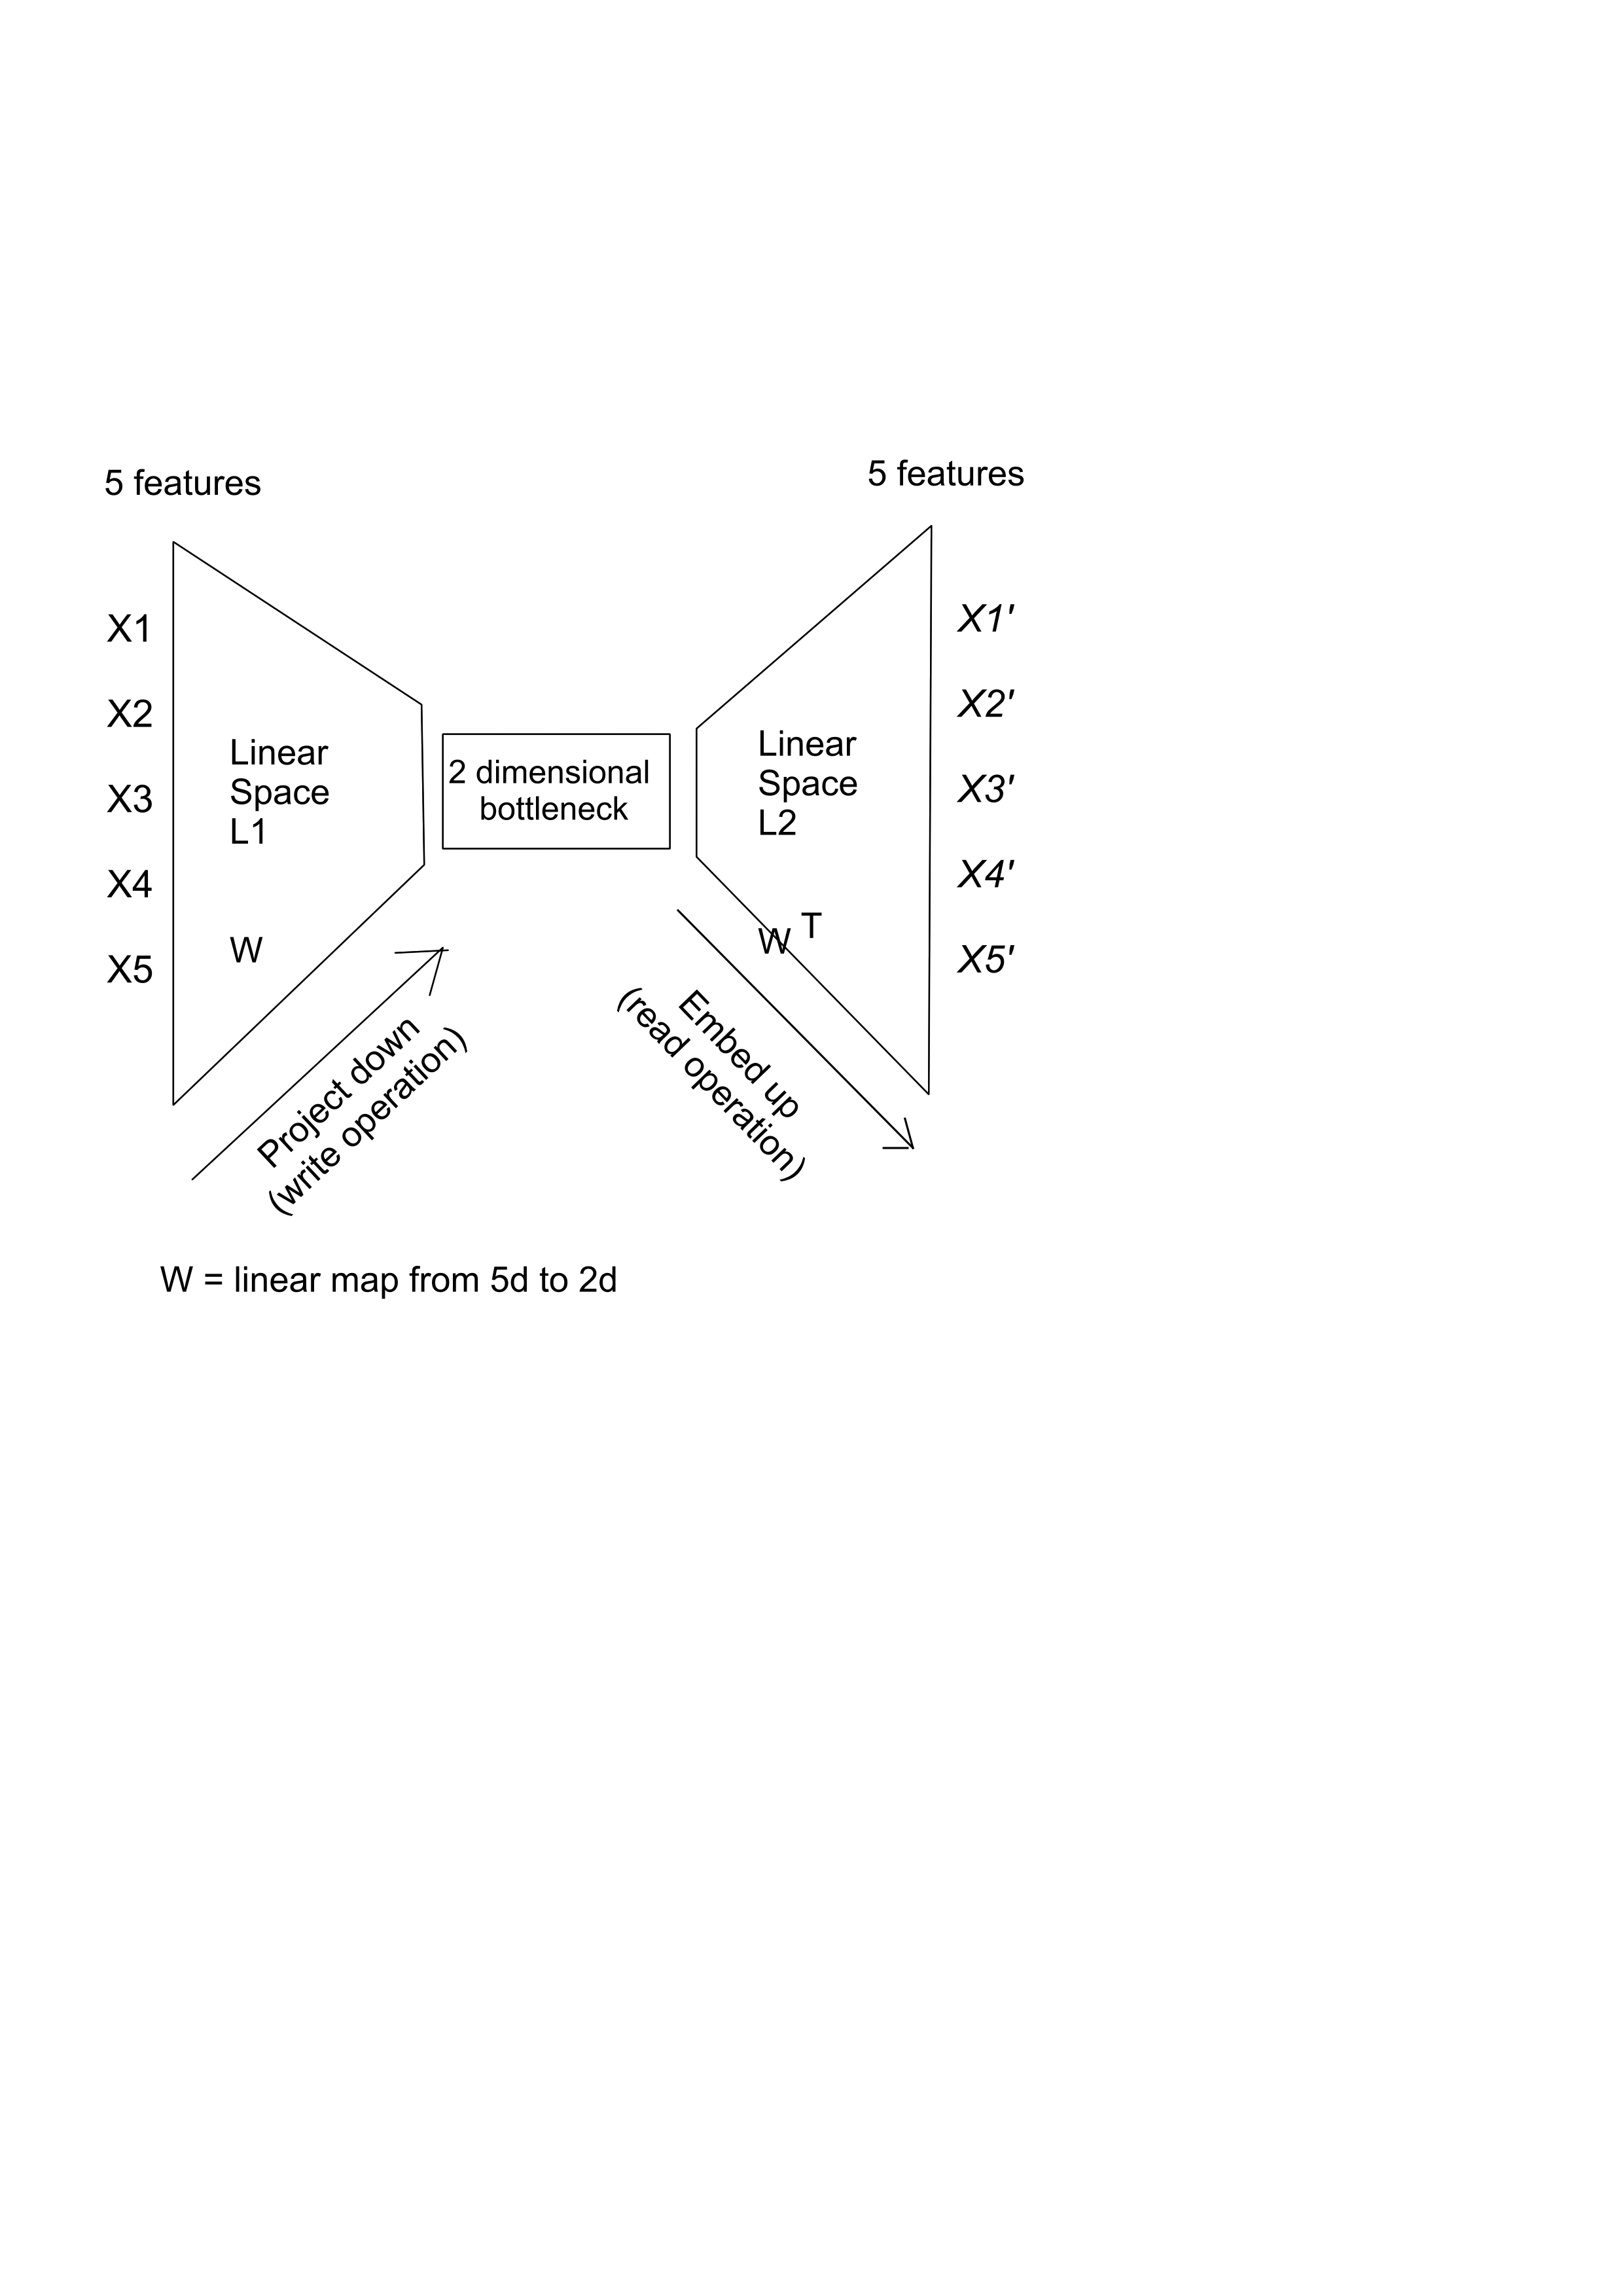 5 features
5 features
X1
X2
X3
X4
X5
Linear
Space
L1
W
2 dimensional
bottleneck
Linear
Space
L2
W T
X1'
X2'
X3'
X4'
X5'
Project down
(write operation)
Embed up
(read operation)
W = linear map from 5d to 2d